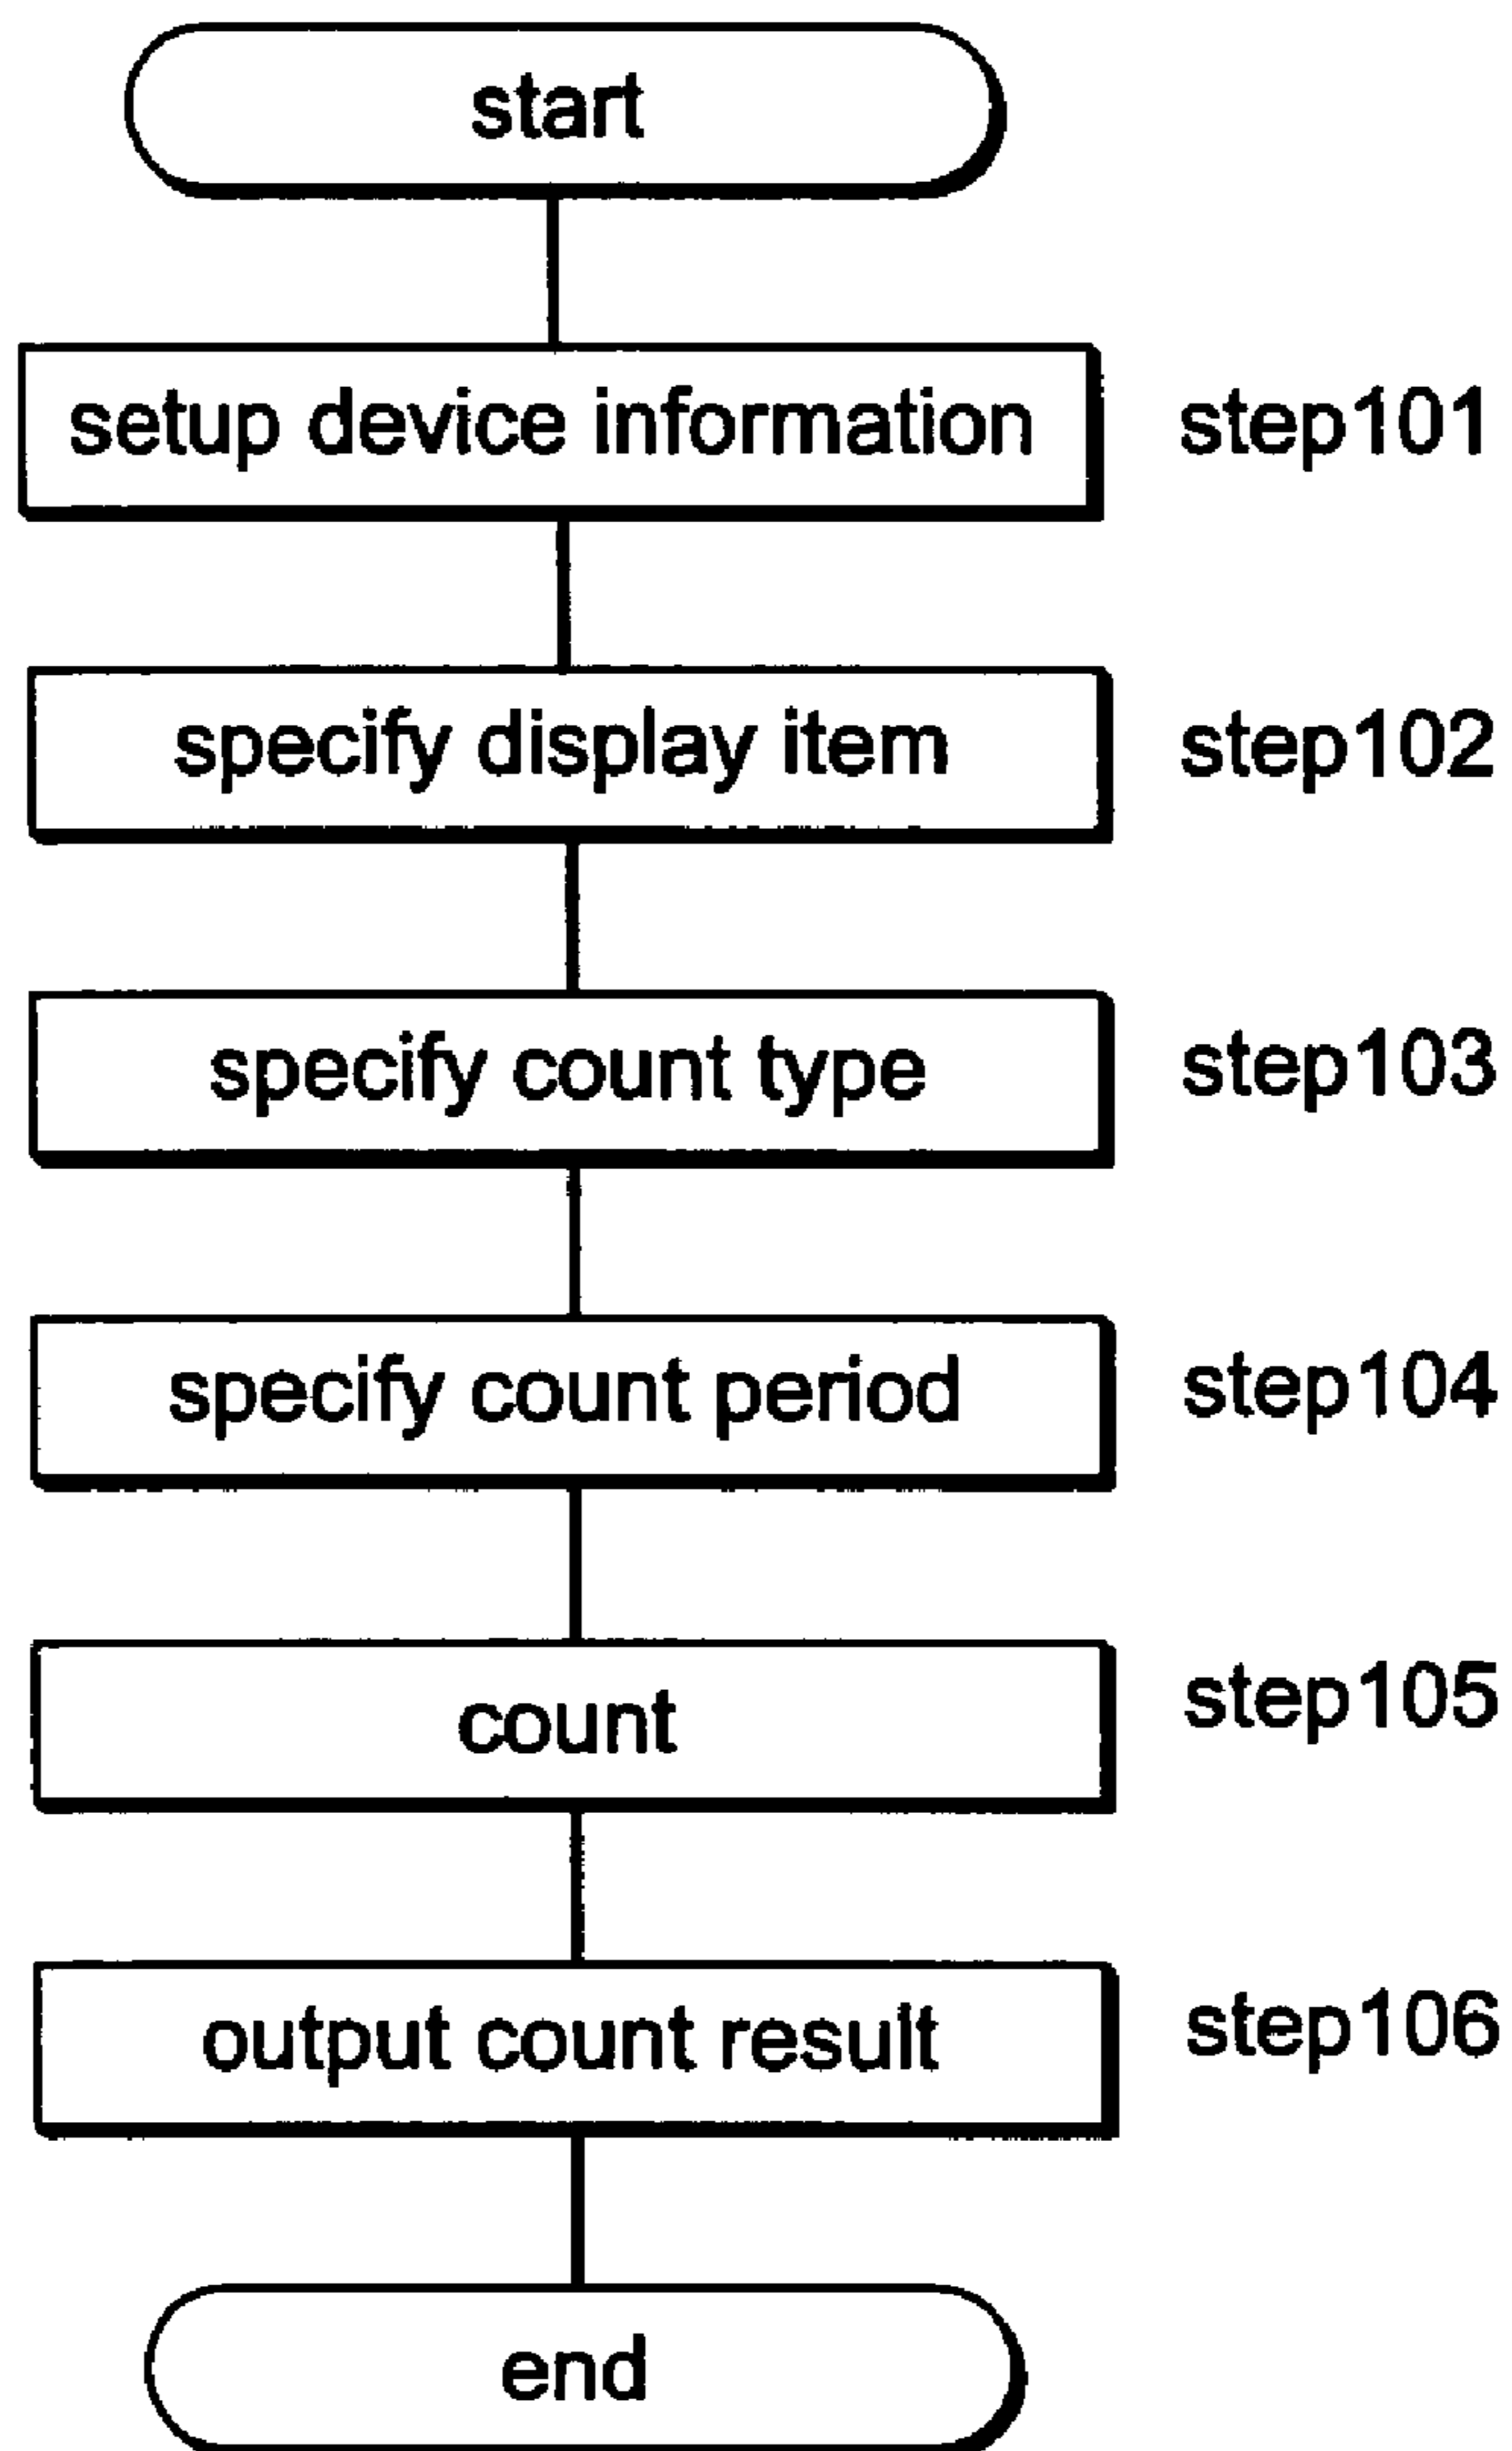 start
setup device information step101
specify display item step102
specify count type step103
specify count period step104
count step105
output count result step106
end